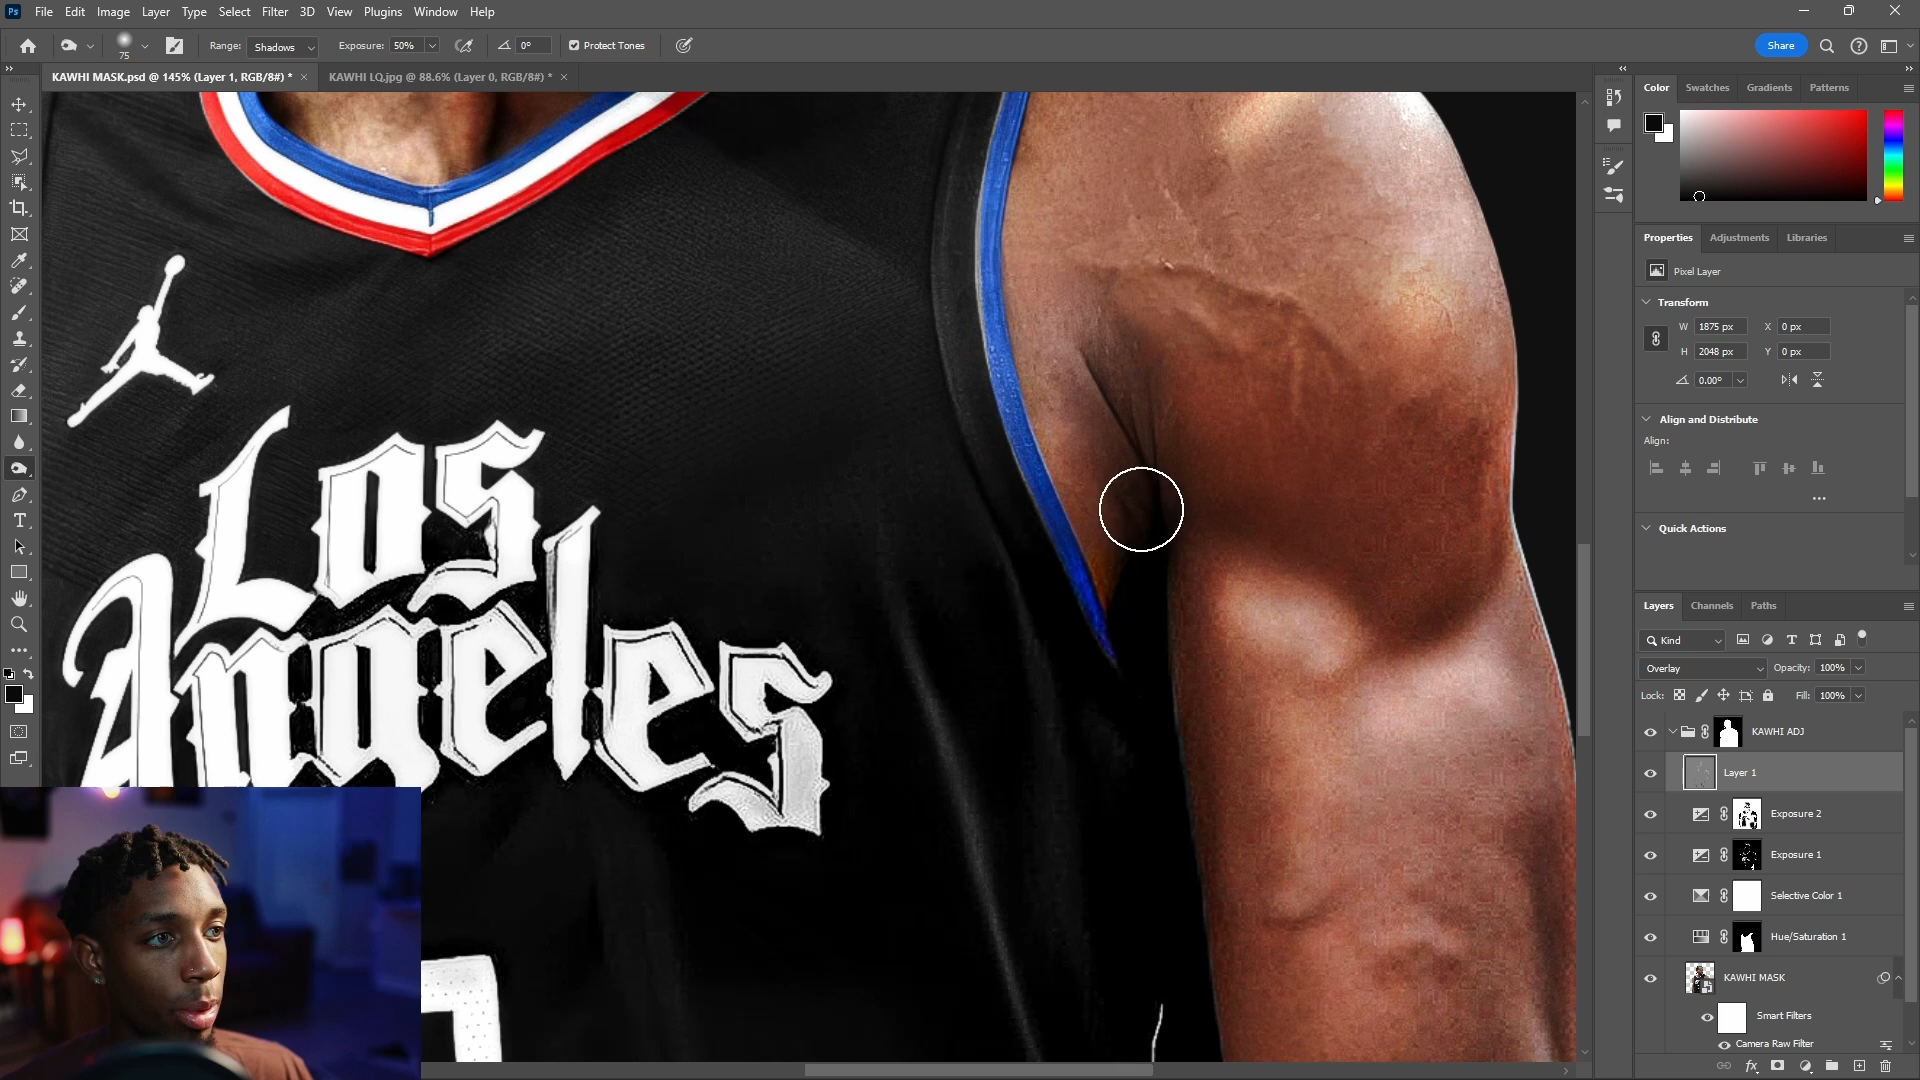 Ps File Edit Image Layer Type Select Filter 3D View Plugins Window Help
75 Range: Shadows Exposure: 50% 0° Protect Tones Share
KAWHI MASK.psd @ 145% (Layer 1, RGB/8#) * × KAWHI LQ.jpg @ 88.6% (Layer 0, RGB/8#) * ×
Color Swatches Gradients Patterns
Properties Adjustments Libraries
Pixel Layer
Transform
W 1875 px X 0 px
H 2048 px Y 0 px
0.00°
Align and Distribute
Align:
Quick Actions
Layers Channels Paths
Kind
Overlay Opacity: 100%
Lock: Fill: 100%
KAWHI ADJ
Layer 1
Exposure 2
Exposure 1
Selective Color 1
Hue/Saturation 1
KAWHI MASK
Smart Filters
Camera Raw Filter
Los
Angeles